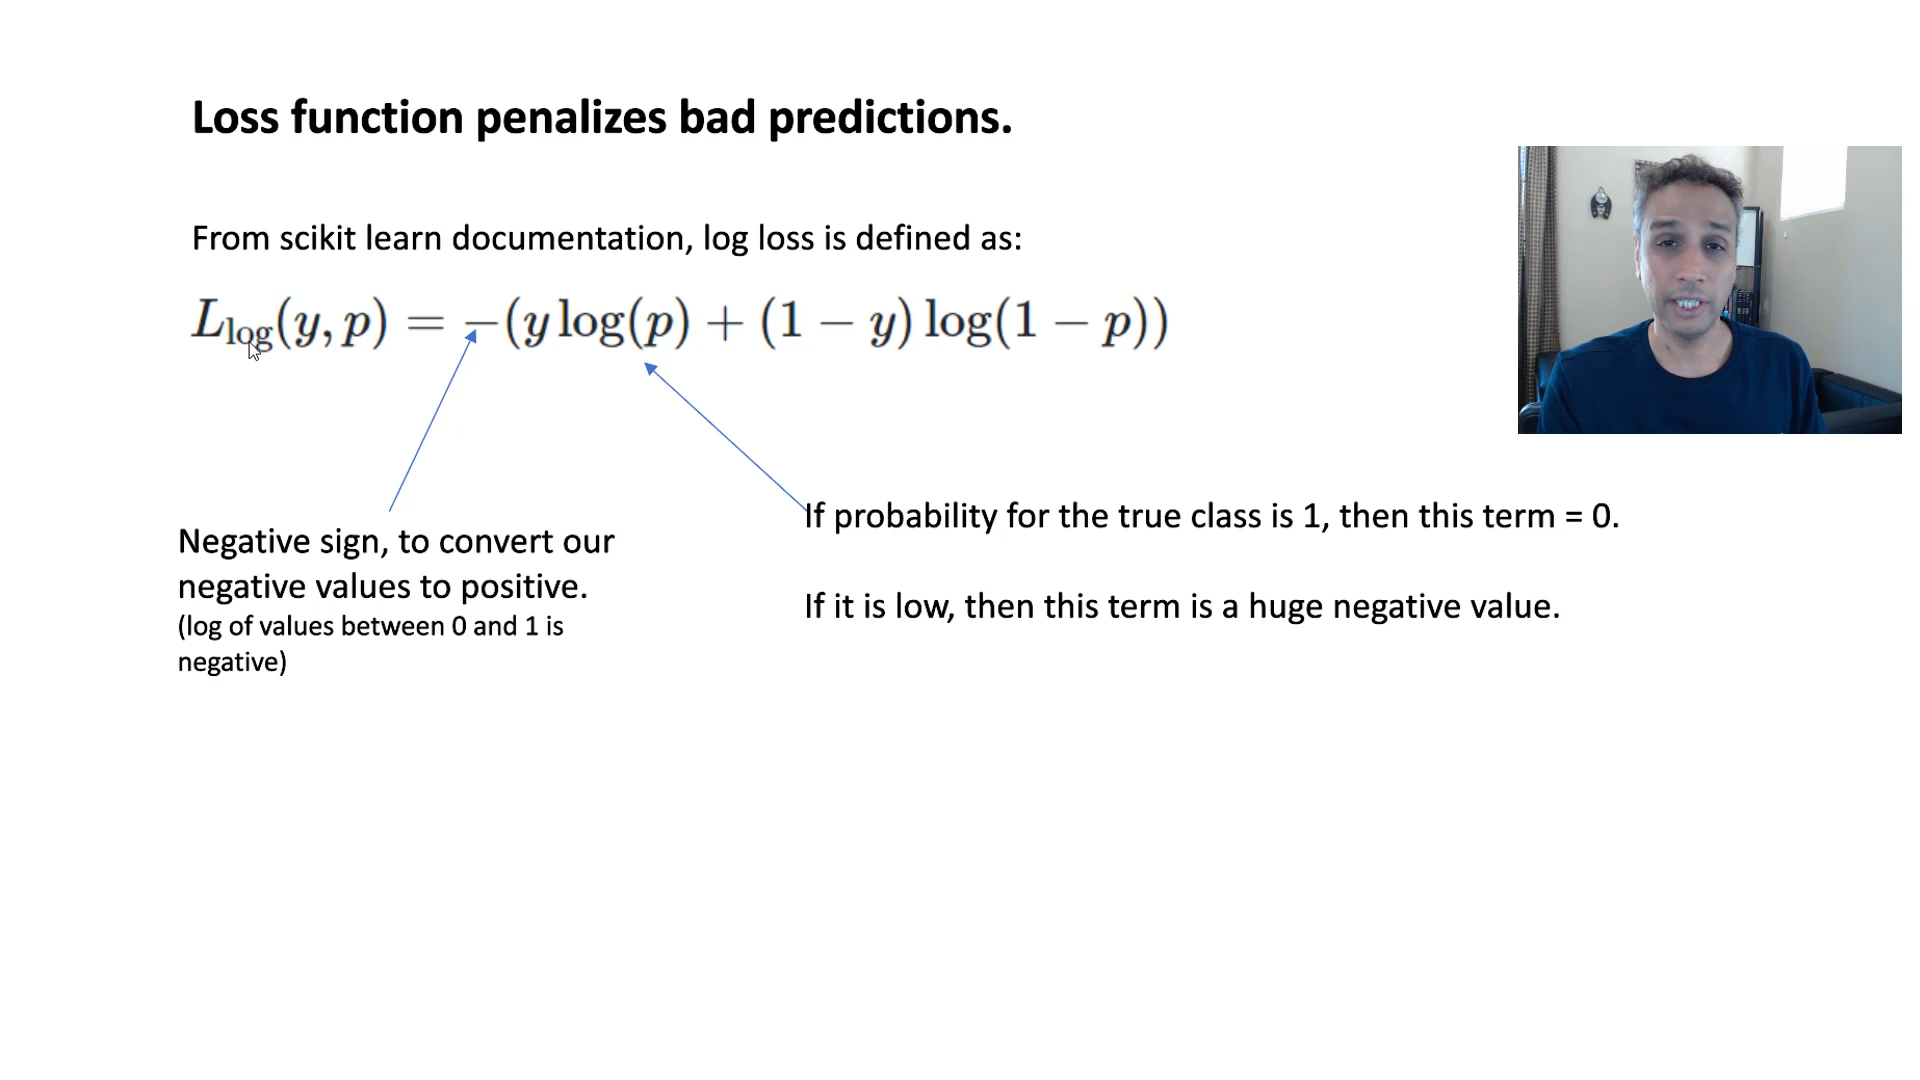 Loss function penalizes bad predictions.
From scikit learn documentation, log loss is defined as:
L_log(y, p) = −(y log(p) + (1 − y) log(1 − p))
If probability for the true class is 1, then this term = 0.
Negative sign, to convert our
negative values to positive.
(log of values between 0 and 1 is
negative)
If it is low, then this term is a huge negative value.